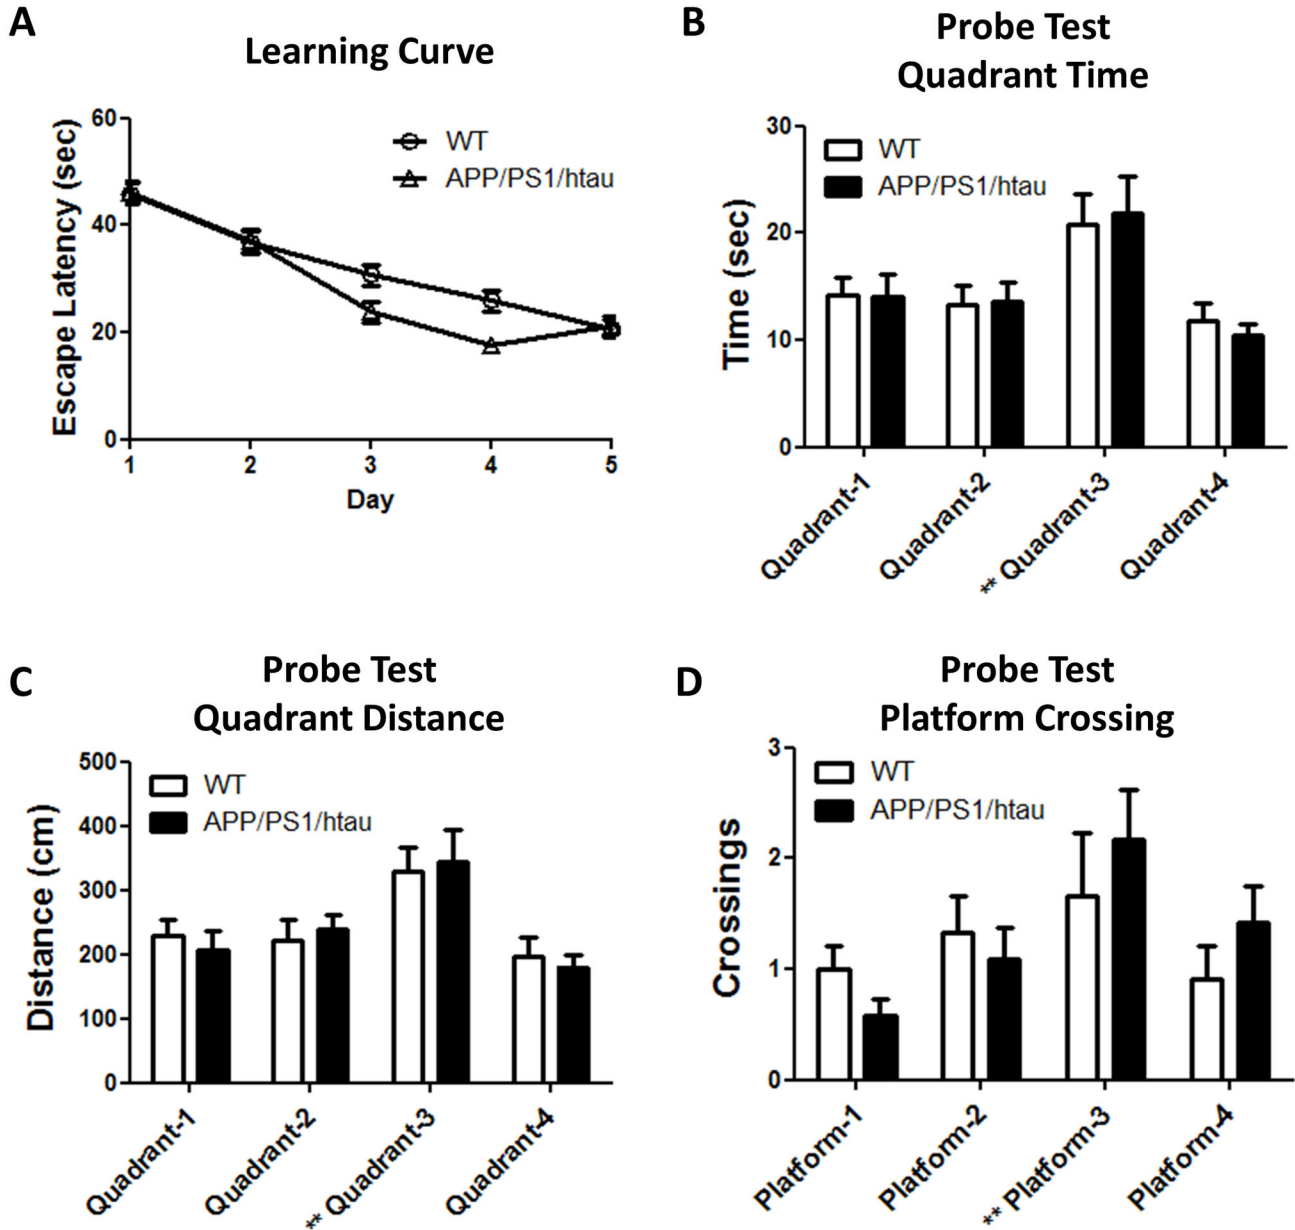 A
Learning Curve
60
40
20
0
Escape Latency (sec)
WT
APP/PS1/htau
1 2 3 4 5
Day
B
Probe Test
Quadrant Time
30
20
10
0
Time (sec)
WT
APP/PS1/htau
Quadrant-1
Quadrant-2
** Quadrant-3
Quadrant-4
C
Probe Test
Quadrant Distance
500
400
300
200
100
0
Distance (cm)
WT
APP/PS1/htau
Quadrant-1
Quadrant-2
** Quadrant-3
Quadrant-4
D
Probe Test
Platform Crossing
3
2
1
0
Crossings
WT
APP/PS1/htau
Platform-1
Platform-2
** Platform-3
Platform-4